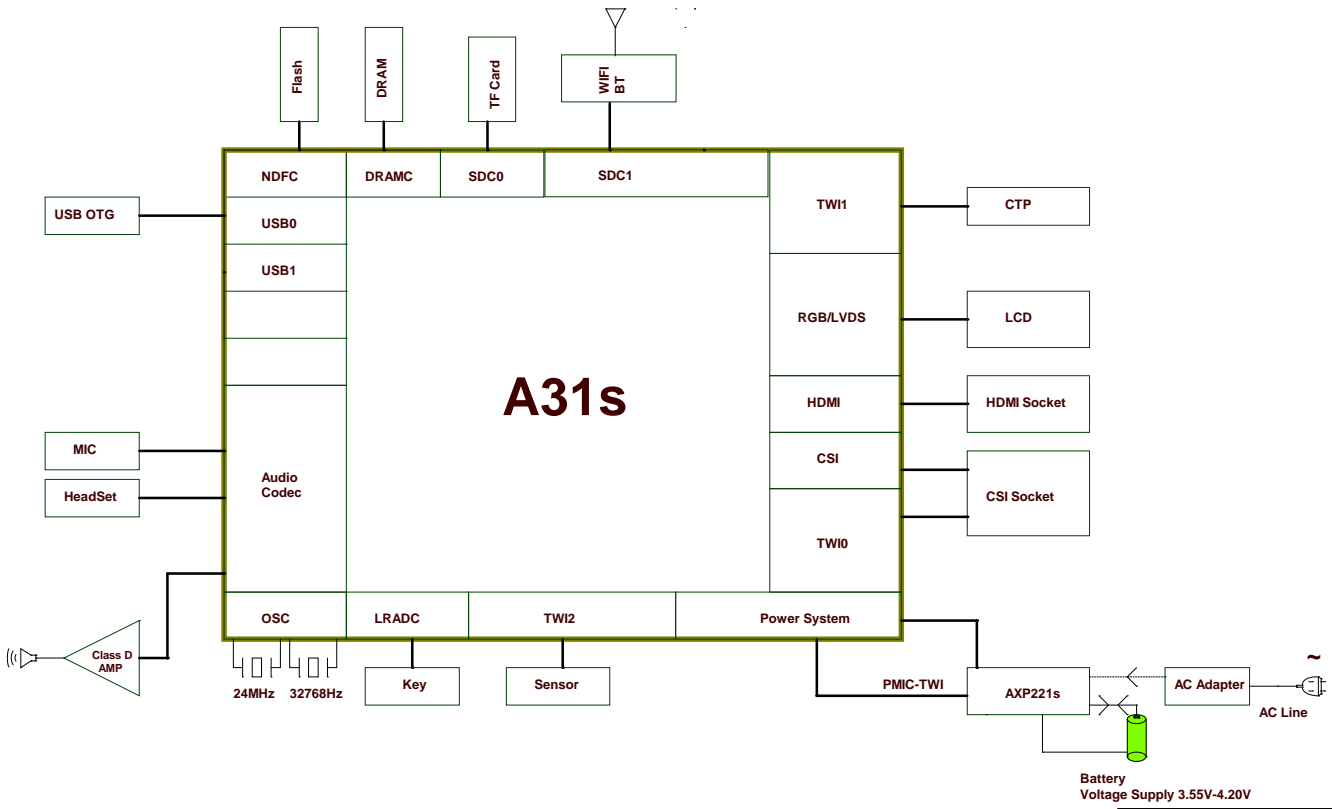 Flash
DRAM
TF Card
WIFI
BT
NDFC
DRAMC
SDC0
SDC1
TWI1
CTP
USB OTG
USB0
USB1
RGB/LVDS
LCD
A31s
HDMI
HDMI Socket
MIC
CSI
HeadSet
Audio
Codec
CSI Socket
TWI0
OSC
LRADC
TWI2
Power System
Class D
AMP
24MHz
32768Hz
Key
Sensor
PMIC-TWI
AXP221s
AC Adapter
~
AC Line
Battery
Voltage Supply 3.55V-4.20V